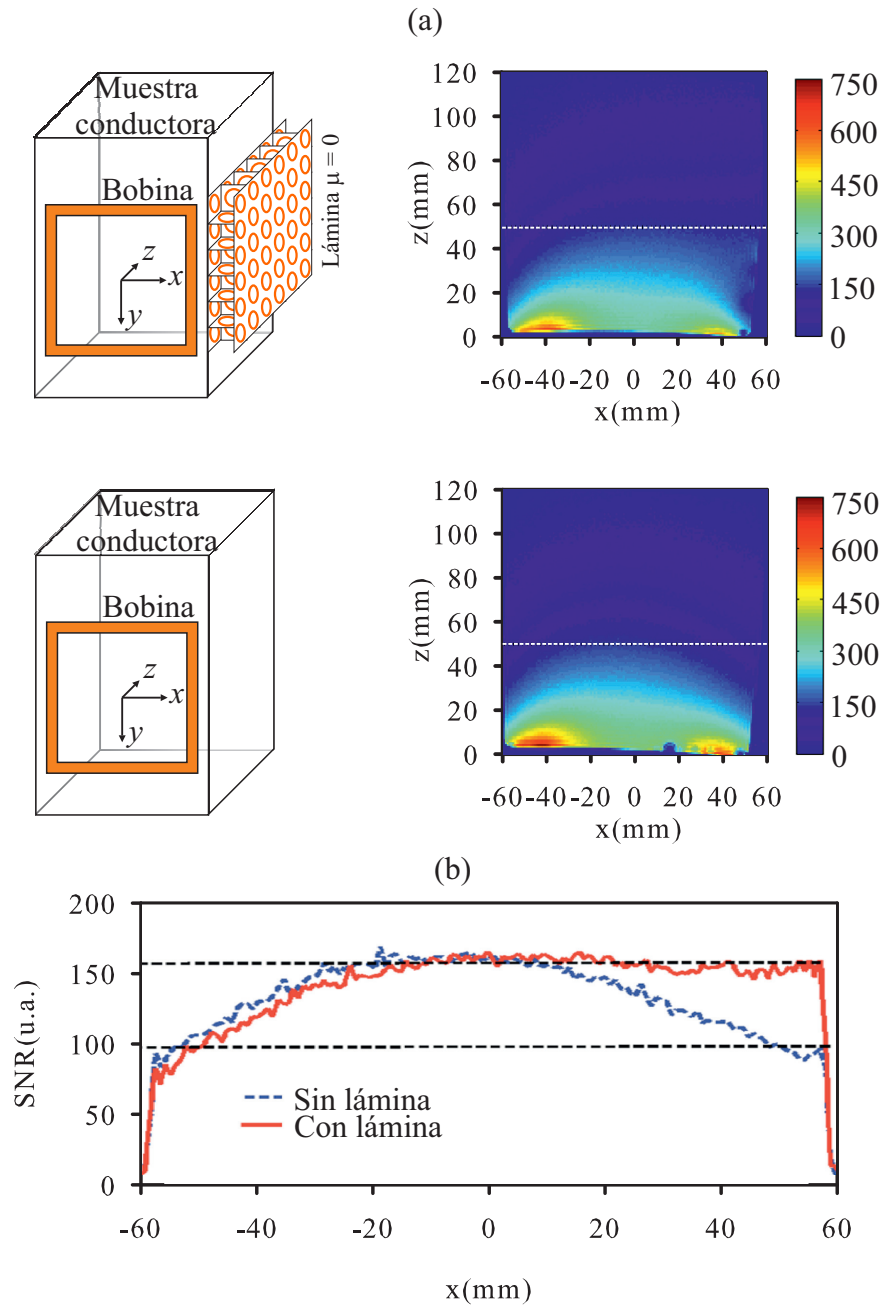 (a)
Muestra
conductora
Bobina
z
x
y
Lámina μ = 0
120
100
80
60
40
20
0
z(mm)
-60 -40 -20 0 20 40 60
x(mm)
750
600
450
300
150
0
Muestra
conductora
Bobina
z
x
y
120
100
80
60
40
20
0
z(mm)
-60 -40 -20 0 20 40 60
x(mm)
750
600
450
300
150
0
(b)
200
150
100
50
0
SNR(u.a.)
Sin lámina
Con lámina
-60 -40 -20 0 20 40 60
x(mm)